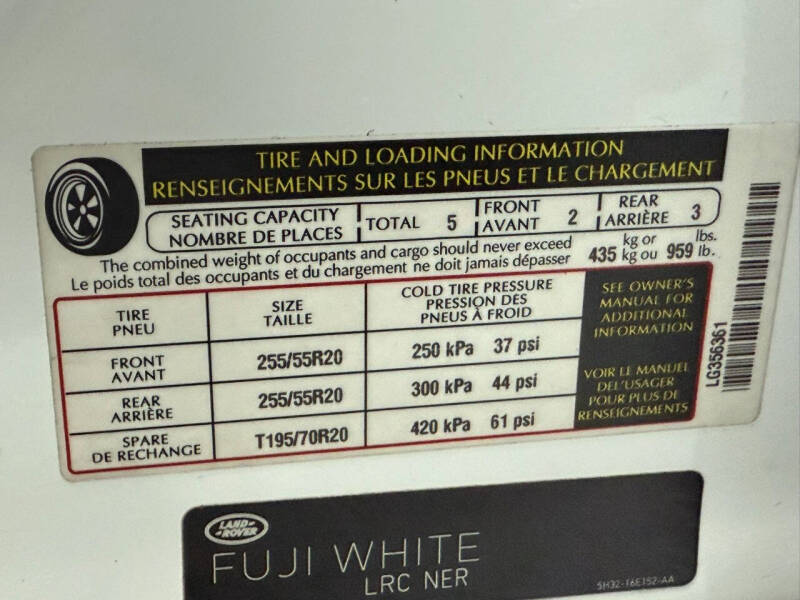 TIRE AND LOADING INFORMATION
RENSEIGNEMENTS SUR LES PNEUS ET LE CHARGEMENT
SEATING CAPACITY
NOMBRE DE PLACES
TOTAL 5
FRONT
AVANT 2
REAR
ARRIÈRE 3
The combined weight of occupants and cargo should never exceed
Le poids total des occupants et du chargement ne doit jamais dépasser
435 kg or kg ou 959 lbs. lb.
TIRE
PNEU
SIZE
TAILLE
COLD TIRE PRESSURE
PRESSION DES
PNEUS À FROID
SEE OWNER'S
MANUAL FOR
ADDITIONAL
INFORMATION
FRONT
AVANT
255/55R20
250 kPa 37 psi
REAR
ARRIÈRE
255/55R20
300 kPa 44 psi
VOIR LE MANUEL
DEL'USAGER
POUR PLUS DE
RENSEIGNEMENTS
SPARE
DE RECHANGE
T195/70R20
420 kPa 61 psi
LG356361
LAND-
-ROVER
FUJI WHITE
LRC NER
5H32-16E152-AA